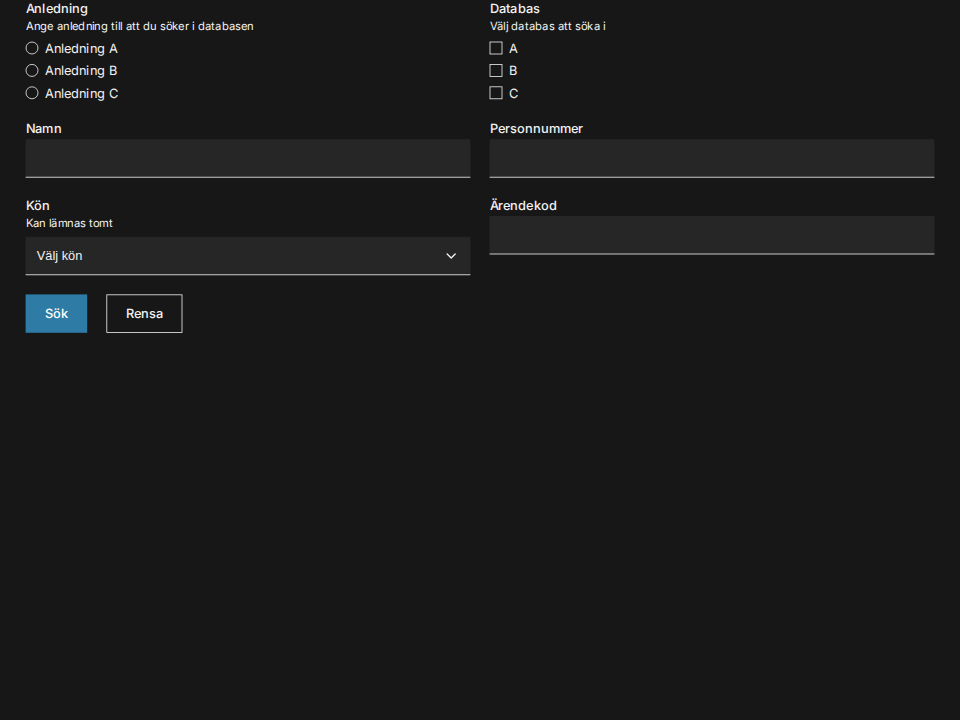 Anledning
Ange anledning till att du söker i databasen
Anledning A
Anledning B
Anledning C
Databas
Välj databas att söka i
A
B
C
Namn
Personnummer
Kön
Kan lämnas tomt
Välj kön
Ärendekod
Sök
Rensa